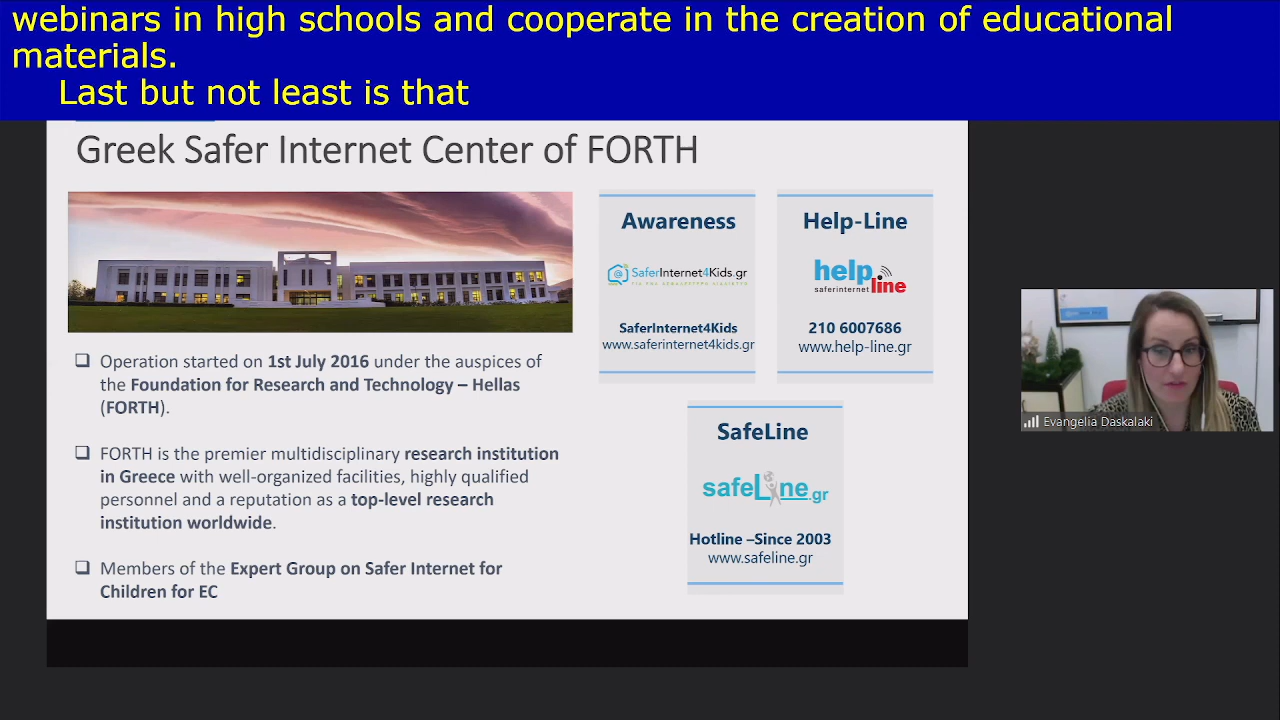 webinars in high schools and cooperate in the creation of educational
materials.
Last but not least is that
Greek Safer Internet Center of FORTH
Operation started on 1st July 2016 under the auspices of
the Foundation for Research and Technology – Hellas
(FORTH).
FORTH is the premier multidisciplinary research institution
in Greece with well-organized facilities, highly qualified
personnel and a reputation as a top-level research
institution worldwide.
Members of the Expert Group on Safer Internet for
Children for EC
Awareness
SaferInternet4Kids.gr
ΓΙΑ ΤΗΝ ΑΣΦΑΛΕΣΤΕΡΗ ΠΛΟΗΓΗΣΗ
SaferInternet4Kids
www.saferinternet4kids.gr
Help-Line
help
saferinternet line
210 6007686
www.help-line.gr
SafeLine
safeLine.gr
Hotline –Since 2003
www.safeline.gr
Evangelia Daskalaki